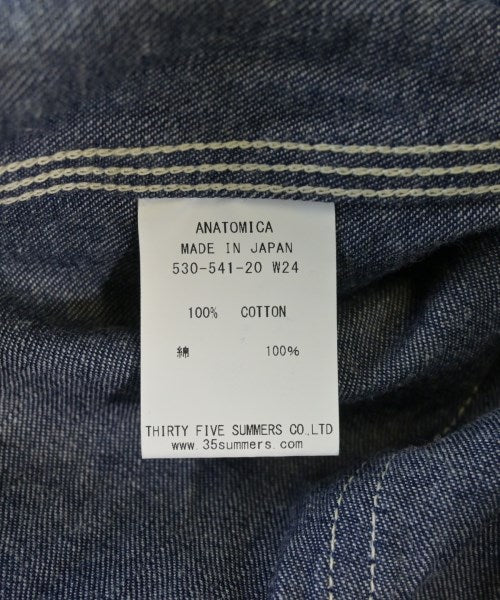 ANATOMICA
MADE IN JAPAN
530-541-20 W24
100% COTTON
綿 100%
THIRTY FIVE SUMMERS CO.,LTD
www.35summers.com